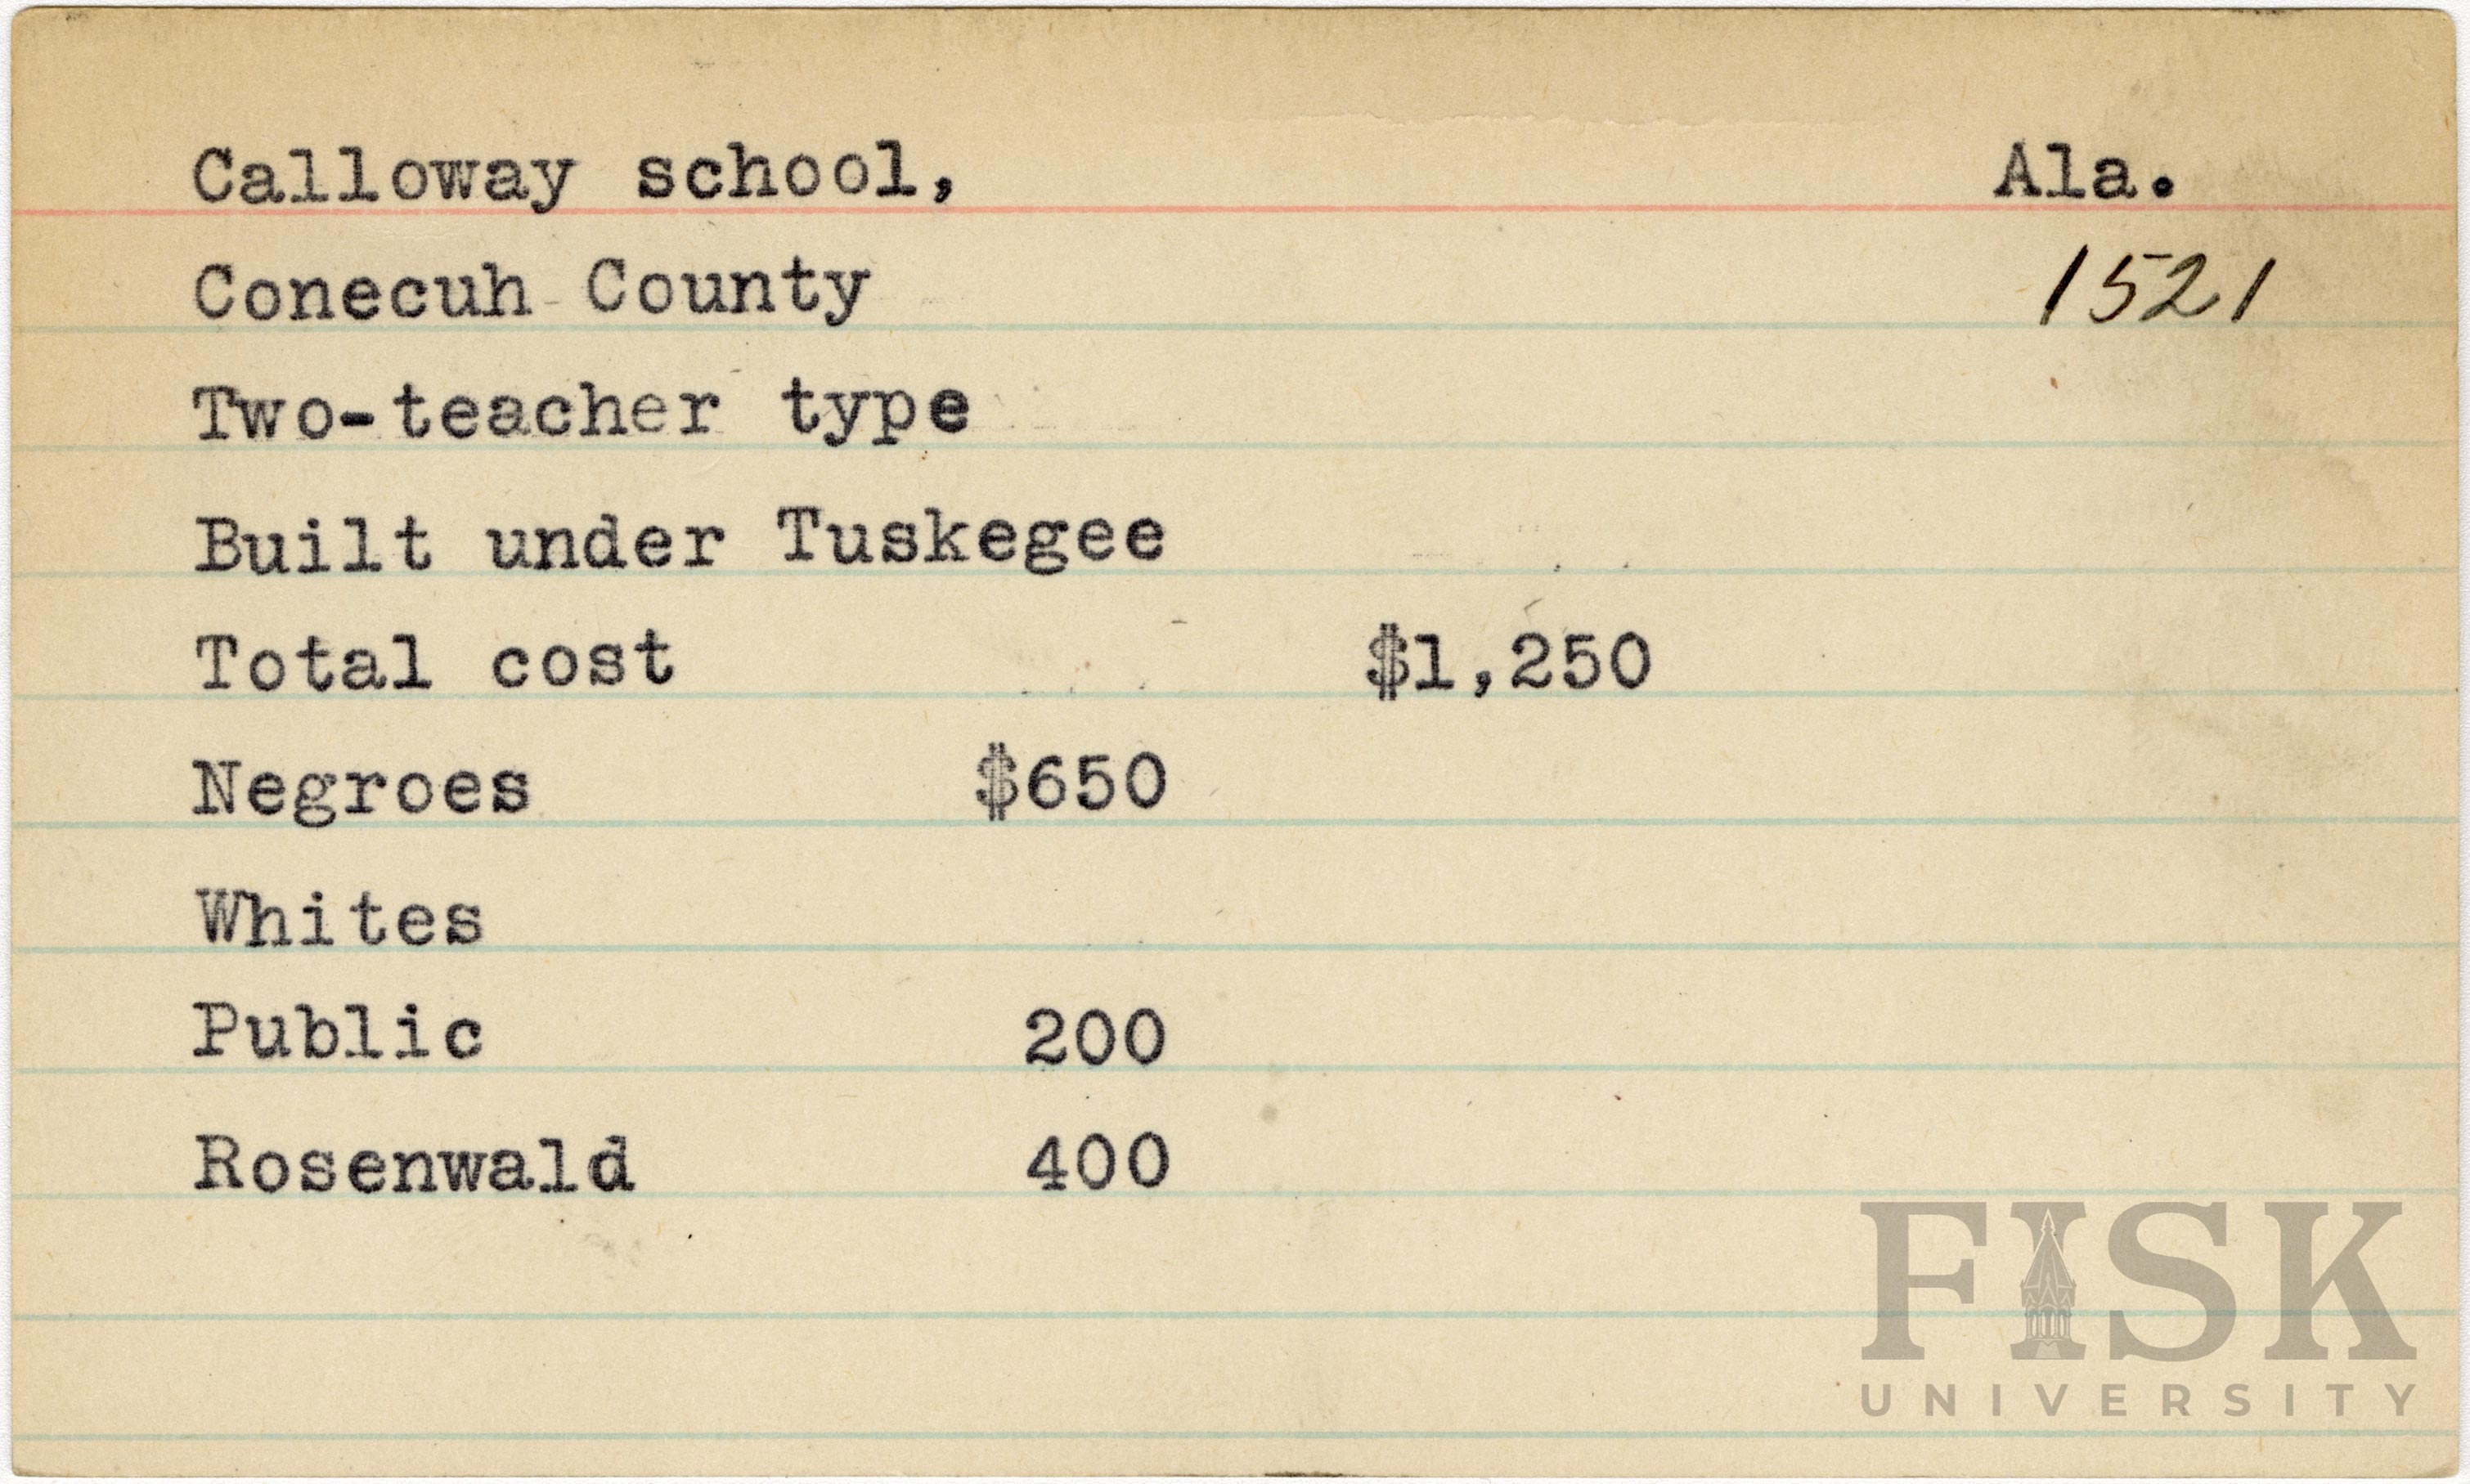 Calloway school, Ala.
Conecuh County 1521
Two-teacher type
Built under Tuskegee
Total cost $1,250
Negroes $650
Whites
Public 200
Rosenwald 400
FISK
UNIVERSITY